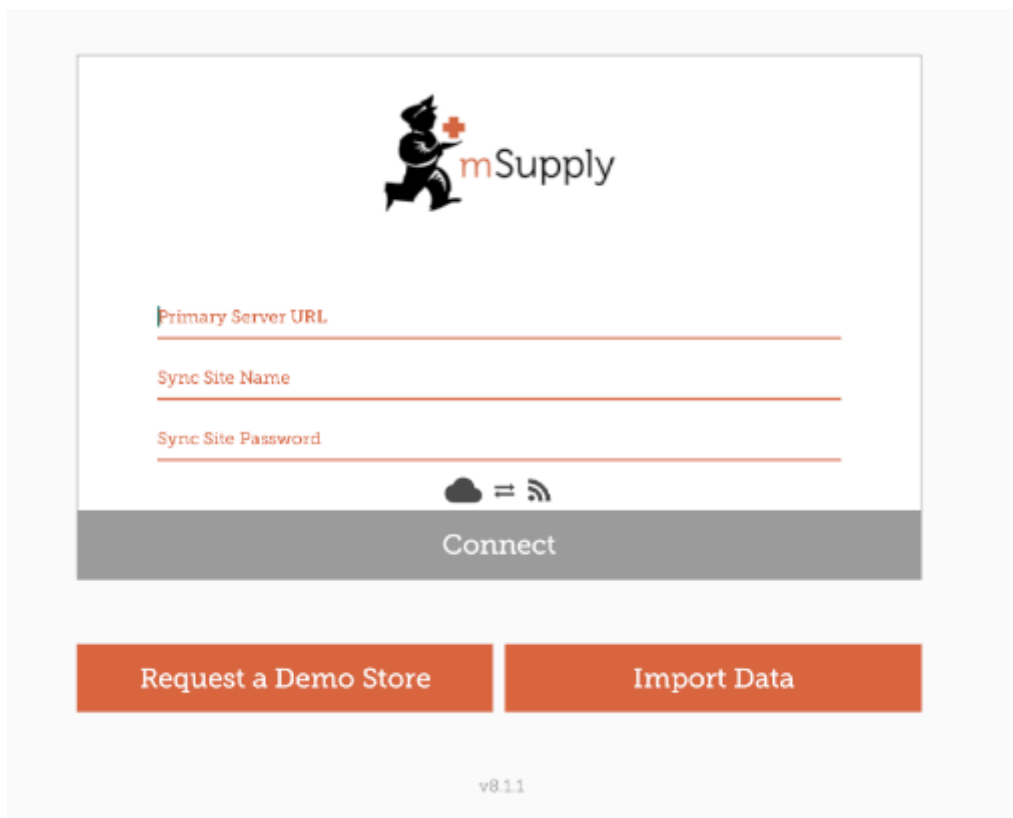 mSupply
Primary Server URL
Sync Site Name
Sync Site Password
Connect
Request a Demo Store
Import Data
v8.1.1